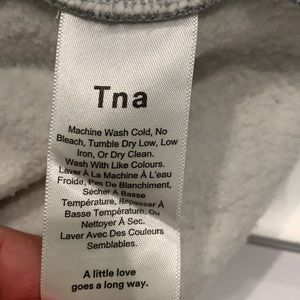 Tna
Machine Wash Cold, No
Bleach, Tumble Dry Low, Low
Iron, Or Dry Clean.
Wash With Like Colours.
Laver À La Machine À L'eau
Froide, Pas De Blanchiment,
Sécher À Basse
Température, Repasser À
Basse Température, Ou
Nettoyer À Sec.
Laver Avec Des Couleurs
Semblables.
A little love
goes a long way.